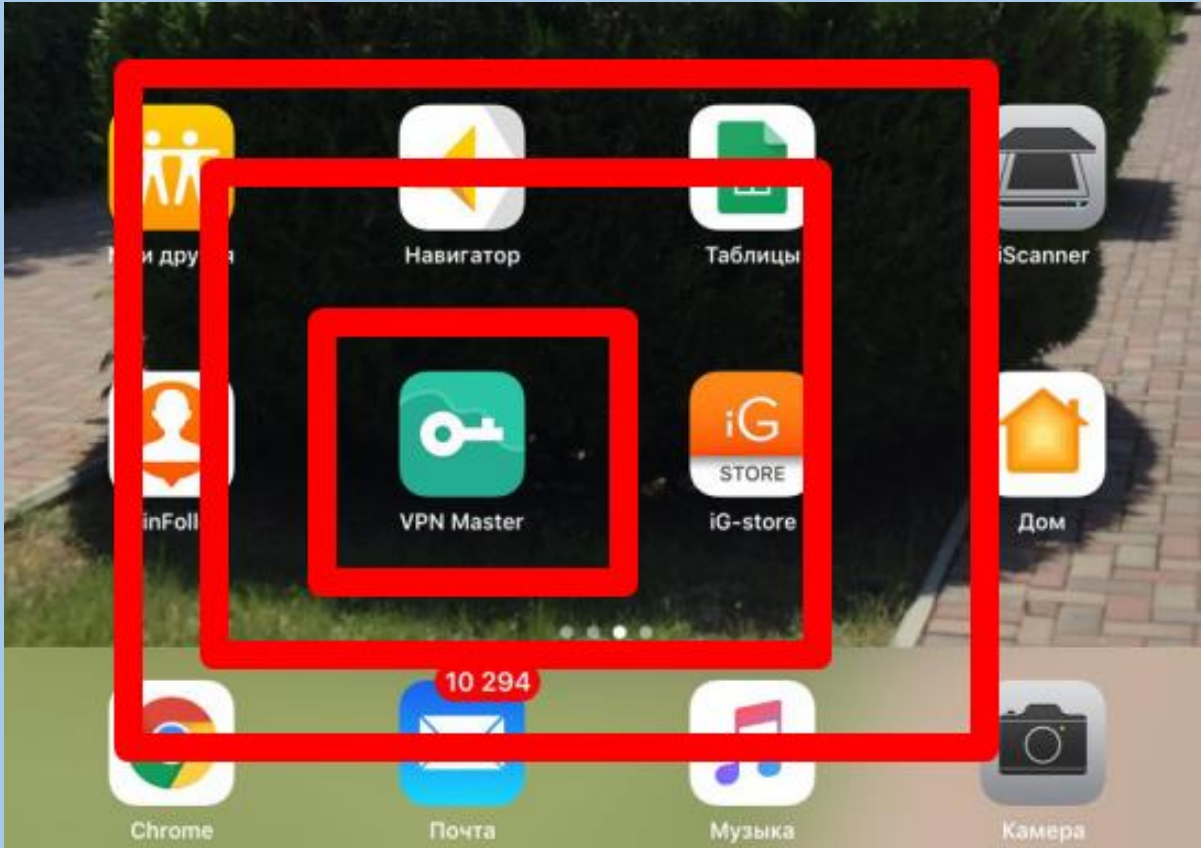 Навигатор
Таблицы
iScanner
iG
STORE
VPN Master
iG-store
Дом
10 294
Chrome
Почта
Музыка
Камера